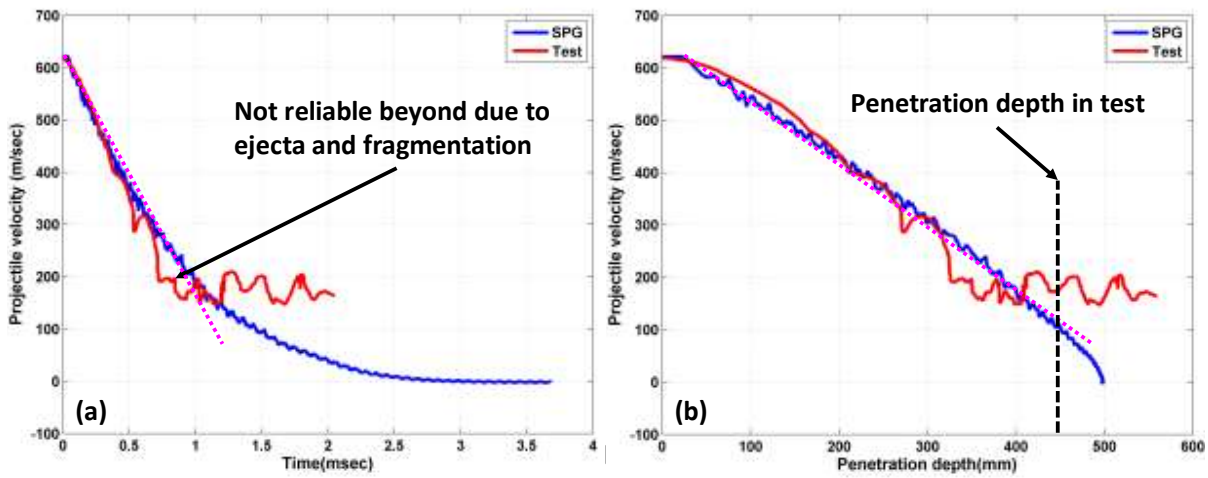 700
600
500
400
300
200
100
0
-100
Projectile velocity (m/sec)
SPG
Test
Not reliable beyond due to
ejecta and fragmentation
(a)
0 0.5 1 1.5 2 2.5 3 3.5 4
Time(msec)
700
600
500
400
300
200
100
0
-100
Projectile velocity (m/sec)
SPG
Test
Penetration depth in test
(b)
0 100 200 300 400 500 600
Penetration depth(mm)